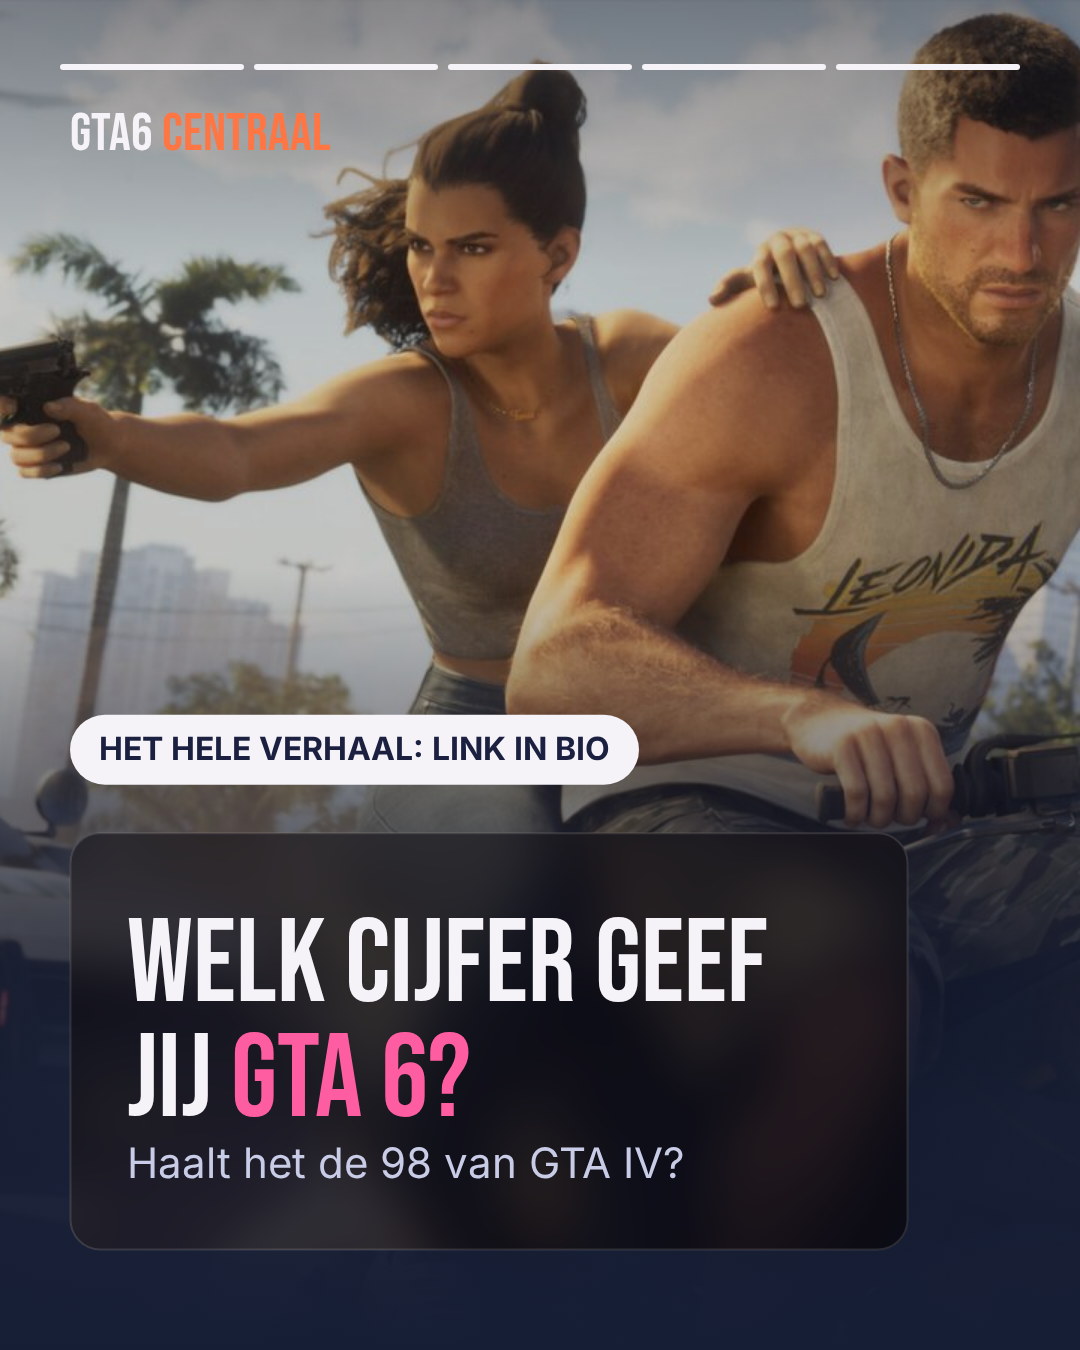 GTA6 CENTRAAL
LEONIDA
HET HELE VERHAAL: LINK IN BIO
WELK CIJFER GEEF
JIJ GTA 6?
Haalt het de 98 van GTA IV?